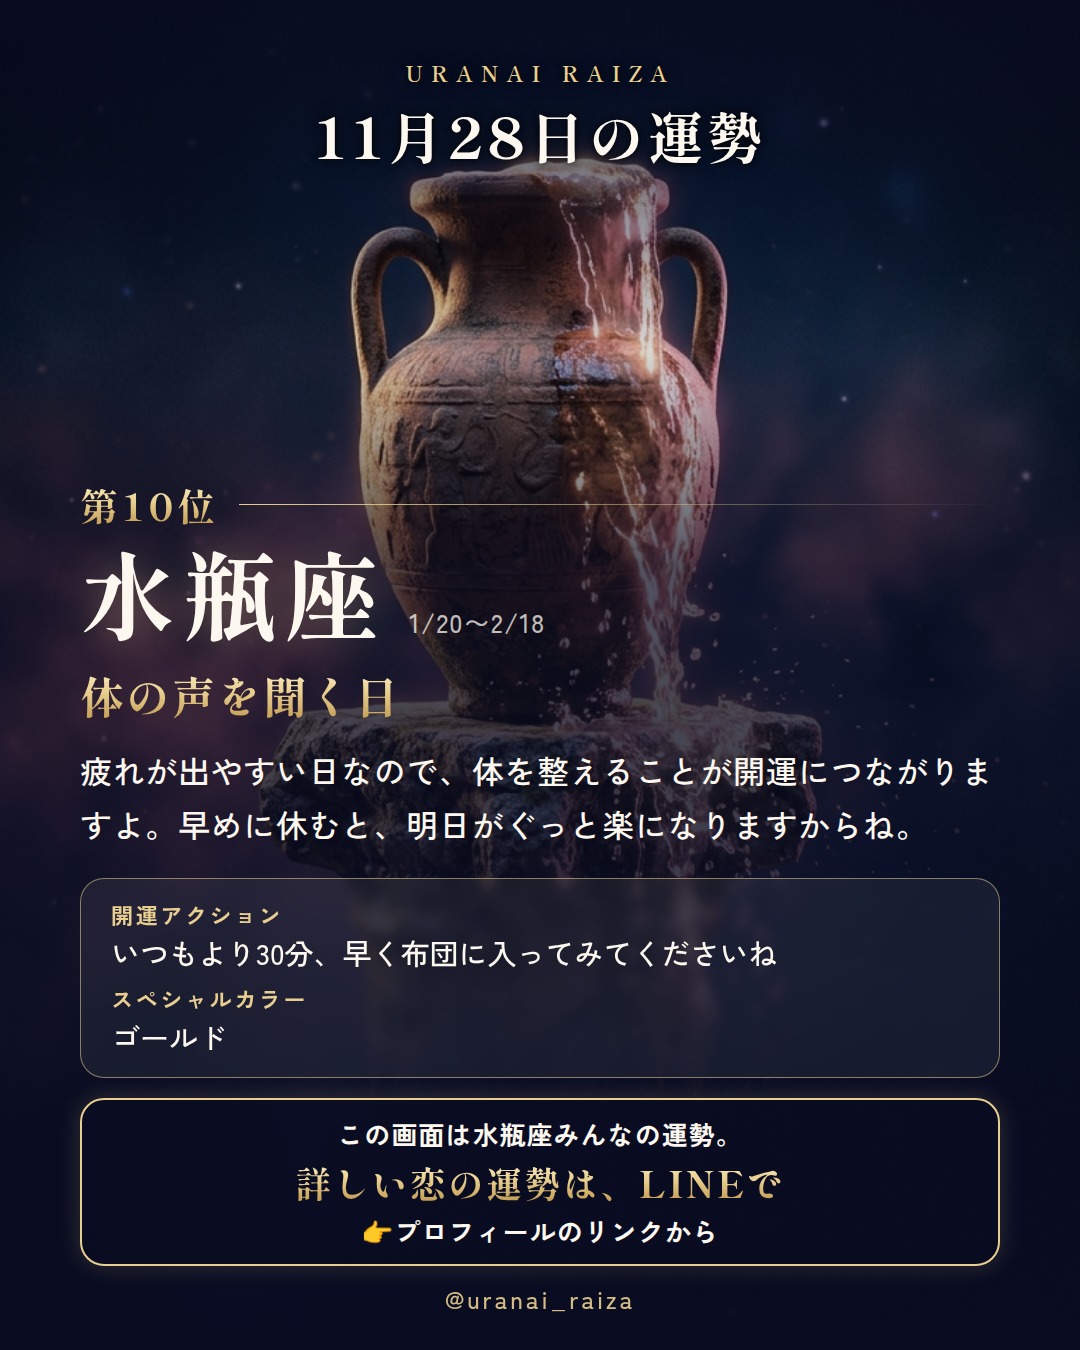 URANAI RAIZA
11月28日の運勢
第10位
水瓶座 1/20〜2/18
体の声を聞く日
疲れが出やすい日なので、体を整えることが開運につながりま
すよ。早めに休むと、明日がぐっと楽になりますからね。
開運アクション
いつもより30分、早く布団に入ってみてくださいね
スペシャルカラー
ゴールド
この画面は水瓶座みんなの運勢。
詳しい恋の運勢は、LINEで
👉プロフィールのリンクから
@uranai_raiza